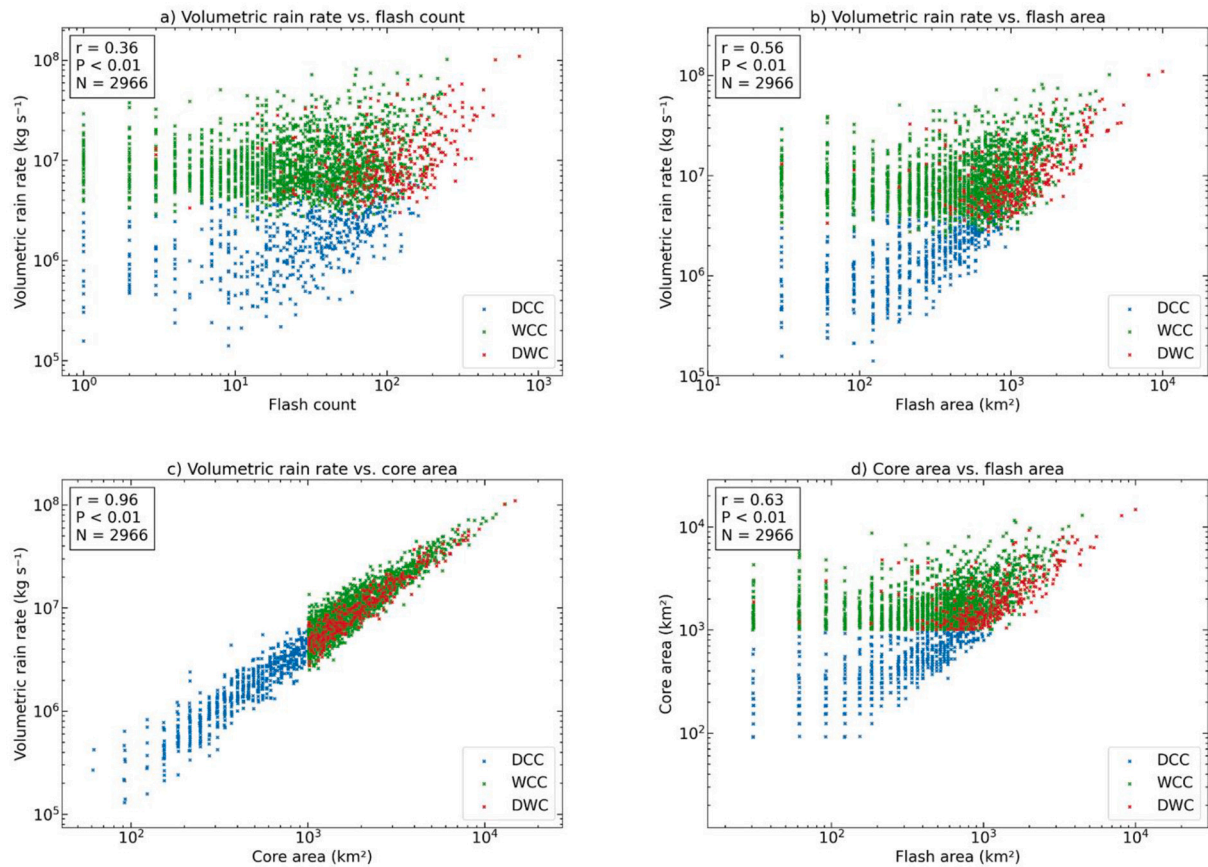 a) Volumetric rain rate vs. flash count
r = 0.36
P < 0.01
N = 2966
Volumetric rain rate (kg s⁻¹)
10⁸
10⁷
10⁶
10⁵
DCC
WCC
DWC
10⁰ 10¹ 10² 10³
Flash count
b) Volumetric rain rate vs. flash area
r = 0.56
P < 0.01
N = 2966
Volumetric rain rate (kg s⁻¹)
10⁸
10⁷
10⁶
10⁵
DCC
WCC
DWC
10¹ 10² 10³ 10⁴
Flash area (km²)
c) Volumetric rain rate vs. core area
r = 0.96
P < 0.01
N = 2966
Volumetric rain rate (kg s⁻¹)
10⁸
10⁷
10⁶
10⁵
DCC
WCC
DWC
10² 10³ 10⁴
Core area (km²)
d) Core area vs. flash area
r = 0.63
P < 0.01
N = 2966
Core area (km²)
10⁴
10³
10²
DCC
WCC
DWC
10² 10³ 10⁴
Flash area (km²)